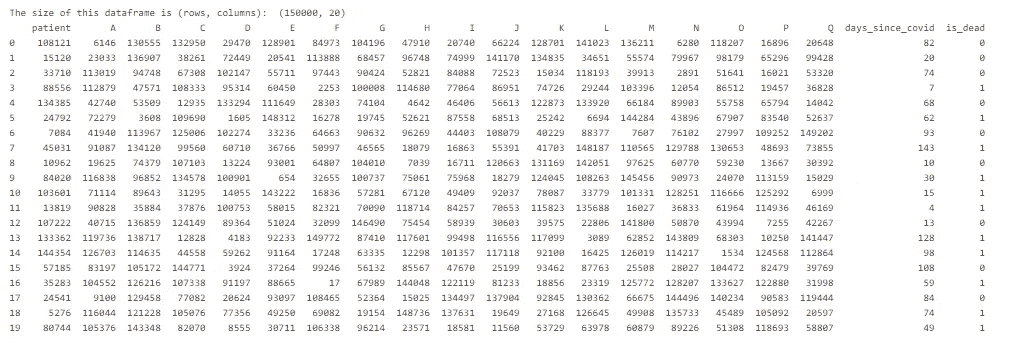 The size of this dataframe is (rows, columns): (150000, 20)
patient A B C D E F G H I J K L M N O P Q days_since_covid is_dead
0 108121 6146 130555 132950 29470 128901 84973 104196 47910 20740 66224 128701 141023 136211 6280 118207 16896 20648 82 0
1 15120 23033 136907 38261 72449 20541 113888 68457 96748 74999 141170 134835 34651 55574 79967 98179 65296 99428 20 0
2 33710 113019 94748 67308 102147 55711 97443 90424 52821 84088 72523 15034 118193 39913 2891 51641 16021 53320 74 0
3 88556 112879 47571 108333 95314 60450 2253 100008 114680 77064 86951 74726 29244 103396 12054 86512 19457 36828 7 1
4 134385 42740 53509 12935 133294 111649 28303 74104 4642 46406 56613 122873 133920 66184 89903 55758 65794 14042 68 0
5 24792 72279 3608 109690 1605 148312 16278 19745 52621 87558 68513 25242 6694 144284 43896 67907 83540 52637 62 1
6 7084 41940 113967 125006 102274 33236 64663 90632 96269 44403 108079 40229 88377 7607 76102 27997 109252 149202 93 0
7 45031 91087 134120 99560 60710 36766 50997 46565 18079 16863 55391 41703 148187 110565 129788 130653 48693 73855 143 1
8 10962 19625 74379 107103 13224 93001 64807 104010 7039 16711 120663 131169 142051 97625 60770 59230 13667 30392 10 0
9 84020 116838 96852 134578 100901 654 32655 100737 75061 75968 18279 124045 108263 145456 90973 24070 113159 15029 30 1
10 103601 71114 89643 31295 14055 143222 16836 57281 67120 49409 92037 78087 33779 101331 128251 116666 125292 6999 15 1
11 13819 90828 35884 37876 100753 58015 82321 70090 118714 84257 70653 115823 135688 16027 36833 61964 114936 46169 4 1
12 107222 40715 136859 124149 89364 51024 32099 146490 75454 58939 30603 39575 22806 141800 50870 43994 7255 42267 13 0
13 133362 119736 138717 12828 4183 92233 149772 87410 117601 99498 116556 117099 3089 62852 143809 68303 10250 141447 128 1
14 144354 126703 114635 44558 59262 91164 17248 63335 12298 101357 117118 92100 16425 126019 114217 1534 124568 112864 98 1
15 57185 83197 105172 144771 3924 37264 99246 56132 85567 47670 25199 93462 87763 25508 28027 104472 82479 39769 108 0
16 35283 104552 126216 107338 91197 88665 17 67989 144048 122119 81233 18856 23319 125772 128207 133627 122880 31998 59 1
17 24541 9100 129458 77082 20624 93097 108465 52364 15025 134497 137904 92845 130362 66675 144496 140234 90583 119444 84 0
18 5276 116044 121228 105076 77356 49250 69082 19154 148736 137631 19649 27168 126645 49908 135733 45489 105092 20597 74 1
19 80744 105376 143348 82070 8555 30711 106338 96214 23571 18581 11560 53729 63978 60879 89226 51308 118693 58807 49 1